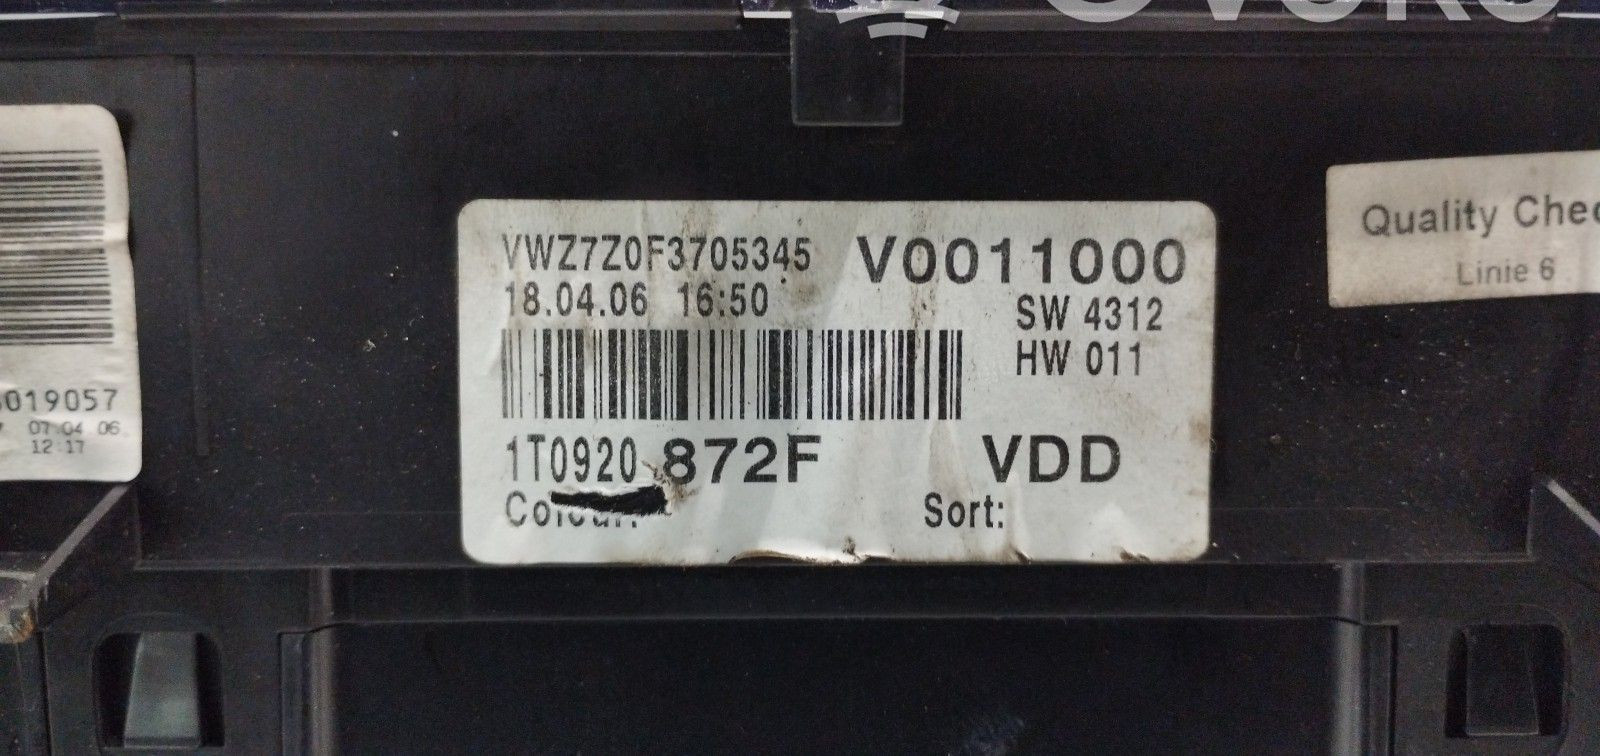 VWZ7Z0F3705345 V0011000
18.04.06 16:50
SW 4312
HW 011
1T0920 872F VDD
Colour: Sort:
019057
07.04.06
12:17
Quality Chec
Linie 6